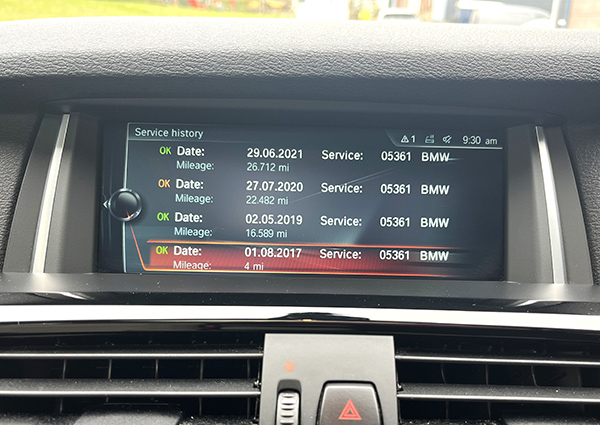 Service history 1 9:30 am
OK Date: 29.06.2021 Service: 05361 BMW
Mileage: 26.712 mi
OK Date: 27.07.2020 Service: 05361 BMW
Mileage: 22.482 mi
OK Date: 02.05.2019 Service: 05361 BMW
Mileage: 16.589 mi
OK Date: 01.08.2017 Service: 05361 BMW
Mileage: 4 mi